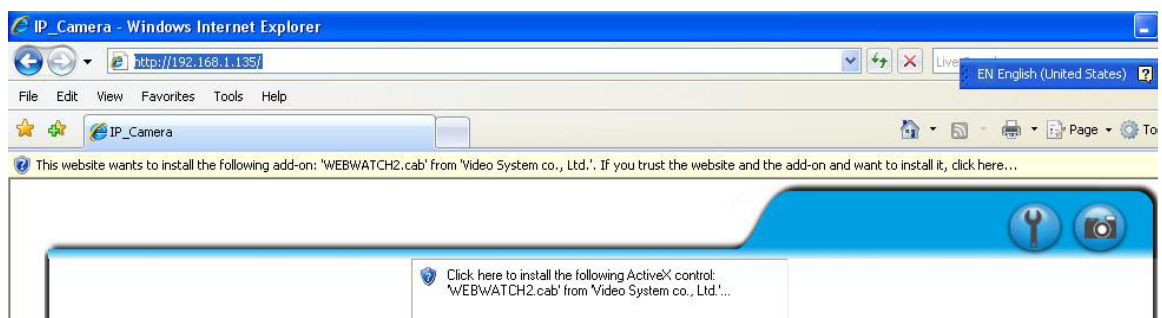 IP_Camera - Windows Internet Explorer
http://192.168.1.135/
EN English (United States)
File Edit View Favorites Tools Help
IP_Camera
Page
This website wants to install the following add-on: 'WEBWATCH2.cab' from 'Video System co., Ltd.'. If you trust the website and the add-on and want to install it, click here...
Click here to install the following ActiveX control:
'WEBWATCH2.cab' from 'Video System co., Ltd.'...